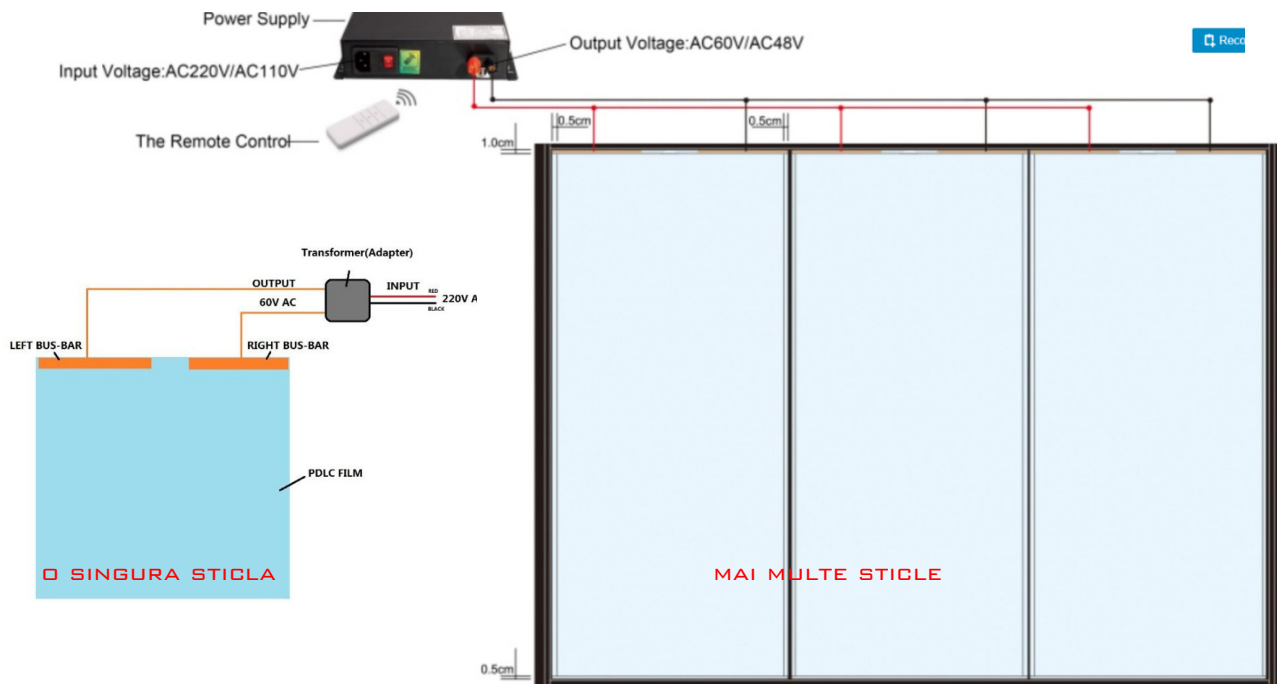 Power Supply
Output Voltage:AC60V/AC48V
Input Voltage:AC220V/AC110V
The Remote Control
0.5cm
0.5cm
1.0cm
Transformer(Adapter)
OUTPUT
INPUT
RED
60V AC
220V A
BLACK
LEFT BUS-BAR
RIGHT BUS-BAR
PDLC FILM
O SINGURA STICLA
MAI MULTE STICLE
0.5cm